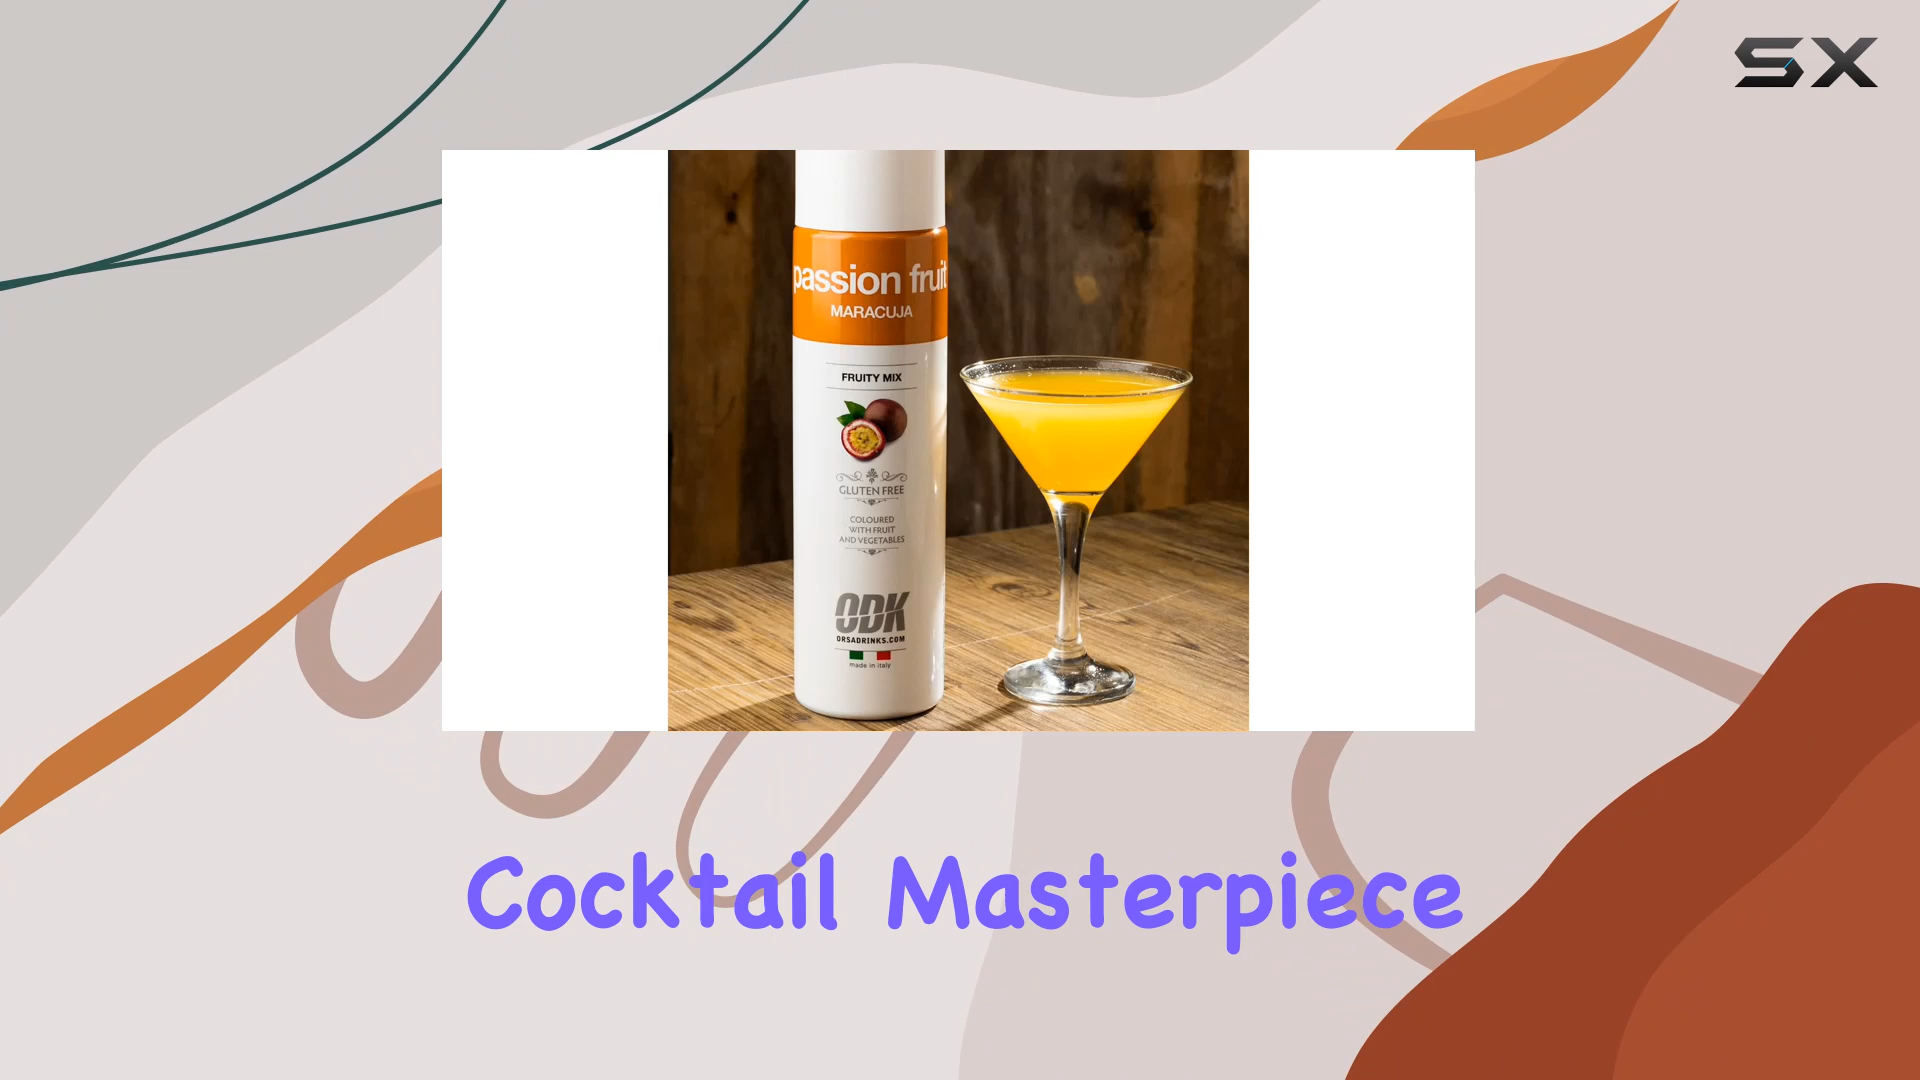 SX
passion fruit
MARACUJA
FRUITY MIX
GLUTEN FREE
COLOURED
WITH FRUIT
AND VEGETABLES
ODK
ORSADRINKS.COM
made in italy
Cocktail Masterpiece